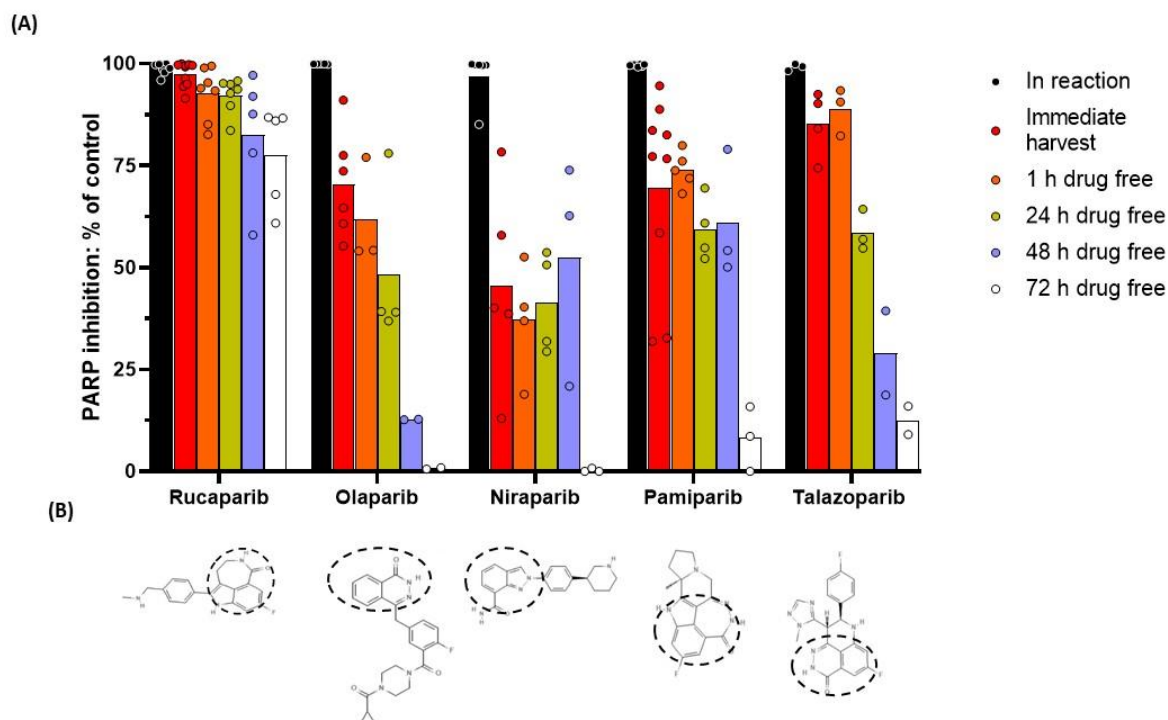 (A)
PARP inhibition: % of control
100
75
50
25
0
Rucaparib Olaparib Niraparib Pamiparib Talazoparib
In reaction
Immediate
harvest
1 h drug free
24 h drug free
48 h drug free
72 h drug free
(B)